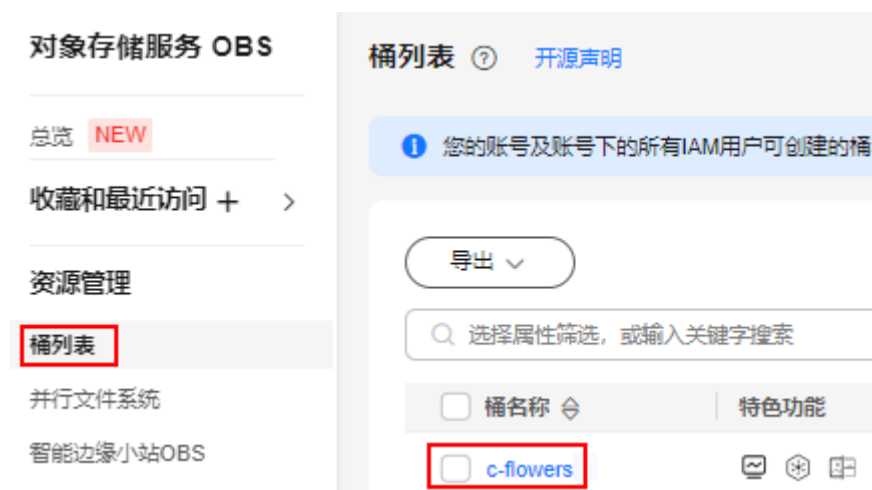 对象存储服务 OBS
总览 NEW
收藏和最近访问 + >
资源管理
桶列表
并行文件系统
智能边缘小站OBS
桶列表 ? 开源声明
您的账号及账号下的所有IAM用户可创建的桶
导出
选择属性筛选，或输入关键字搜索
桶名称 特色功能
c-flowers